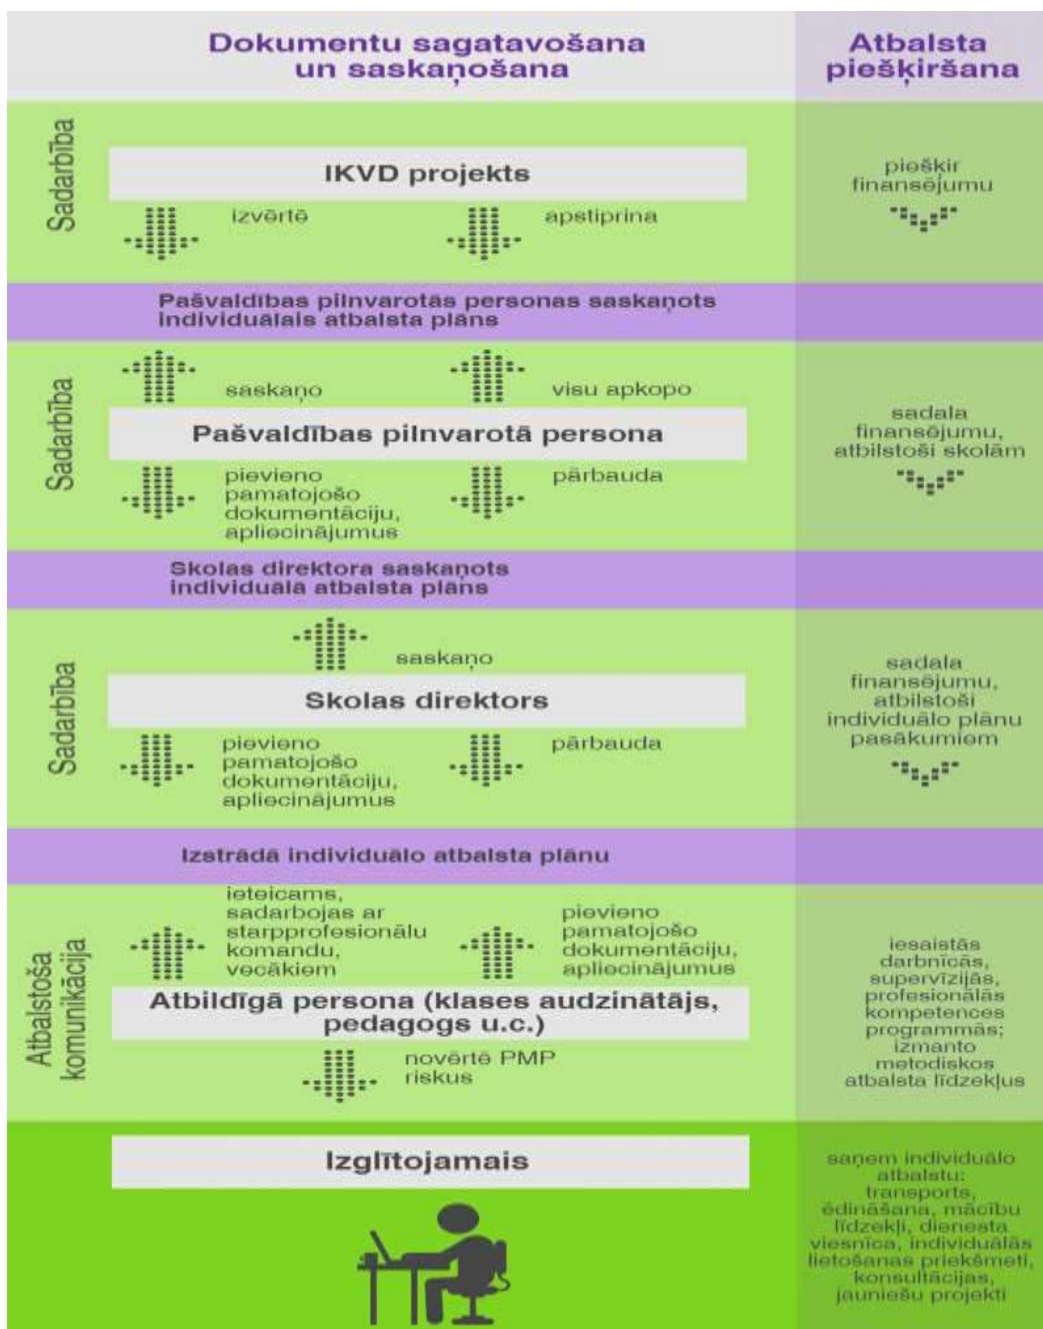 Dokumentu sagatavošana
un saskaņošana
Atbalsta
piešķiršana
Sadarbība
IKVD projekts
izvērtē
apstiprina
piešķir
finansējumu
Pašvaldības pilnvarotās personas saskaņots
individuālais atbalsta plāns
Sadarbība
saskaņo
visu apkopo
Pašvaldības pilnvarotā persona
pievieno
pamatojošo
dokumentāciju,
apliecinājumus
pārbauda
sadala
finansējumu,
atbilstoši skolām
Skolas direktora saskaņots
individuālā atbalsta plāns
Sadarbība
saskaņo
Skolas direktors
pievieno
pamatojošo
dokumentāciju,
apliecinājumus
pārbauda
sadala
finansējumu,
atbilstoši
individuālo plānu
pasākumiem
Izstrādā individuālo atbalsta plānu
Atbalstoša
komunikācija
ieteicams,
sadarbojas ar
starpprofesionālu
komandu,
vecākiem
pievieno
pamatojošo
dokumentāciju,
apliecinājumus
Atbildīgā persona (klases audzinātājs,
pedagogs u.c.)
novērtē PMP
riskus
iesaistās
darbnīcās,
supervīzijās,
profesionālās
kompetences
programmās;
izmanto
metodiskos
atbalsta līdzekļus
Izglītojamais
saņem individuālo
atbalstu:
transports,
ēdināšana, mācību
līdzekļi, dienesta
viesnīca, individuālās
lietošanas priekšmeti,
konsultācijas,
jauniešu projekti